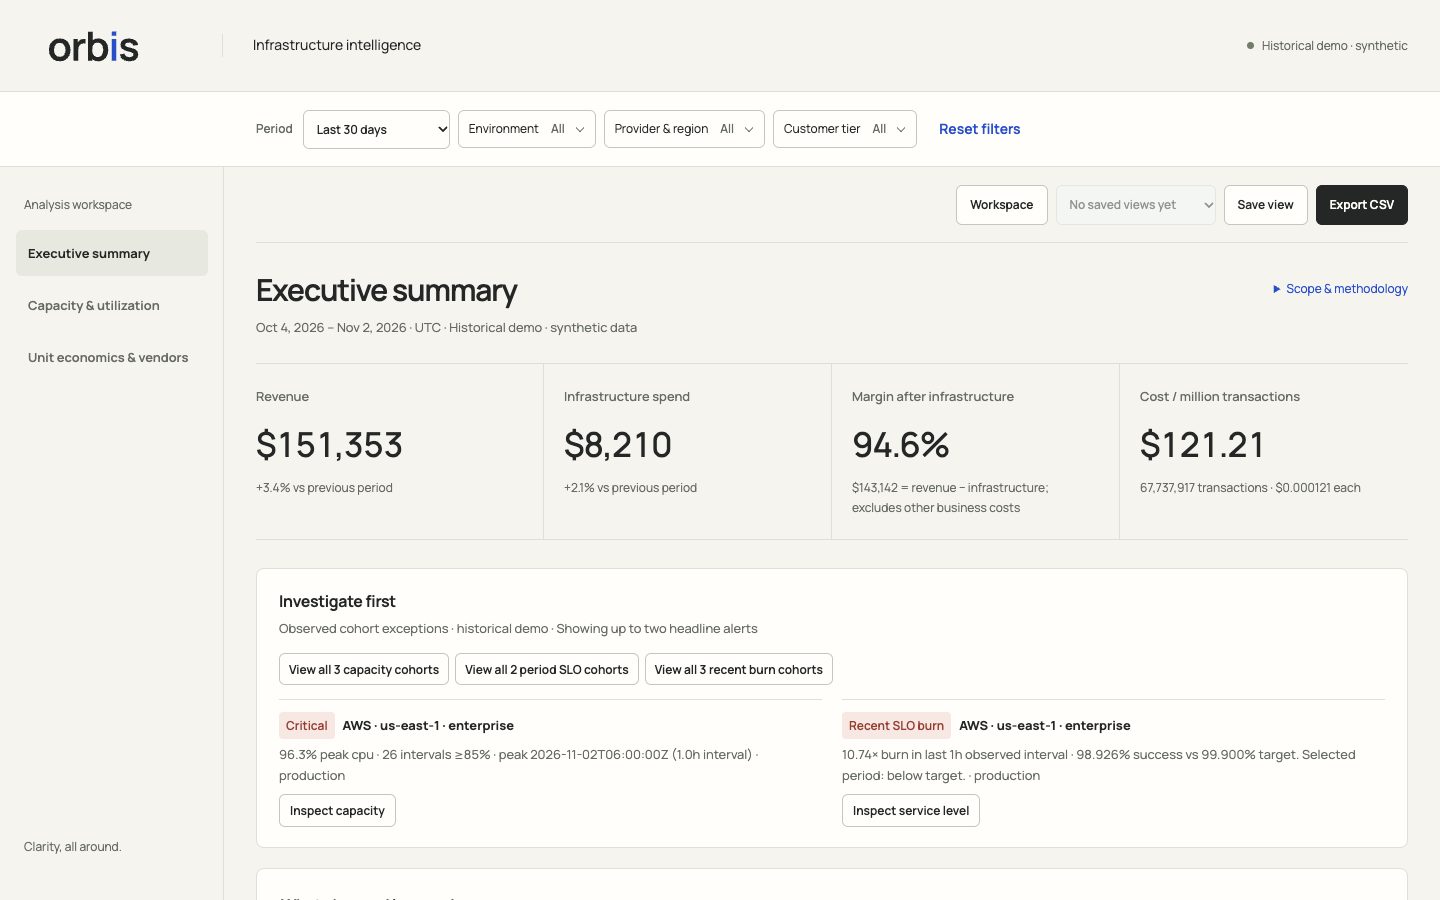 orbis
Infrastructure intelligence
Historical demo · synthetic
Period
Last 30 days
Environment All
Provider & region All
Customer tier All
Reset filters
Analysis workspace
Executive summary
Capacity & utilization
Unit economics & vendors
Clarity, all around.
Workspace
No saved views yet
Save view
Export CSV
Executive summary
Scope & methodology
Oct 4, 2026 – Nov 2, 2026 · UTC · Historical demo · synthetic data
Revenue
$151,353
+3.4% vs previous period
Infrastructure spend
$8,210
+2.1% vs previous period
Margin after infrastructure
94.6%
$143,142 = revenue − infrastructure;
excludes other business costs
Cost / million transactions
$121.21
67,737,917 transactions · $0.000121 each
Investigate first
Observed cohort exceptions · historical demo · Showing up to two headline alerts
View all 3 capacity cohorts
View all 2 period SLO cohorts
View all 3 recent burn cohorts
Critical AWS · us-east-1 · enterprise
96.3% peak cpu · 26 intervals ≥85% · peak 2026-11-02T06:00:00Z (1.0h interval) ·
production
Inspect capacity
Recent SLO burn AWS · us-east-1 · enterprise
10.74× burn in last 1h observed interval · 98.926% success vs 99.900% target. Selected
period: below target. · production
Inspect service level